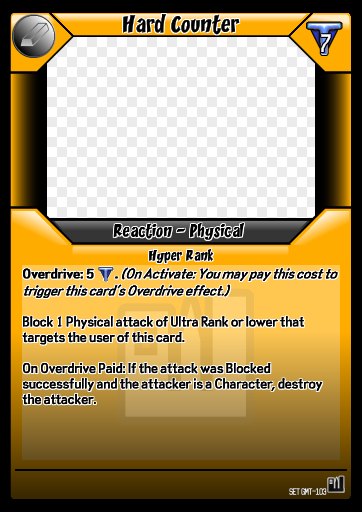 Hard Counter
7
Reaction - Physical
Hyper Rank
Overdrive: 5 . (On Activate: You may pay this cost to
trigger this card's Overdrive effect.)
Block 1 Physical attack of Ultra Rank or lower that
targets the user of this card.
On Overdrive Paid: If the attack was Blocked
successfully and the attacker is a Character, destroy
the attacker.
SET GMT-103